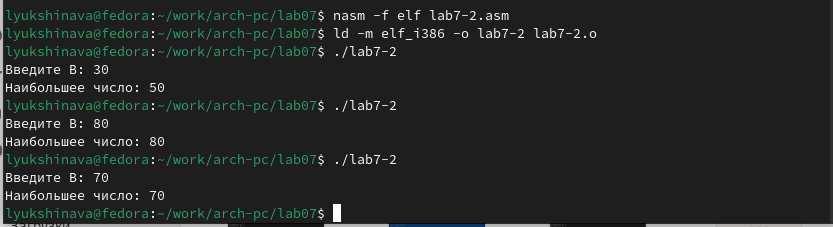 lyukshinava@fedora:~/work/arch-pc/lab07$ nasm -f elf lab7-2.asm
lyukshinava@fedora:~/work/arch-pc/lab07$ ld -m elf_i386 -o lab7-2 lab7-2.o
lyukshinava@fedora:~/work/arch-pc/lab07$ ./lab7-2
Введите B: 30
Наибольшее число: 50
lyukshinava@fedora:~/work/arch-pc/lab07$ ./lab7-2
Введите B: 80
Наибольшее число: 80
lyukshinava@fedora:~/work/arch-pc/lab07$ ./lab7-2
Введите B: 70
Наибольшее число: 70
lyukshinava@fedora:~/work/arch-pc/lab07$